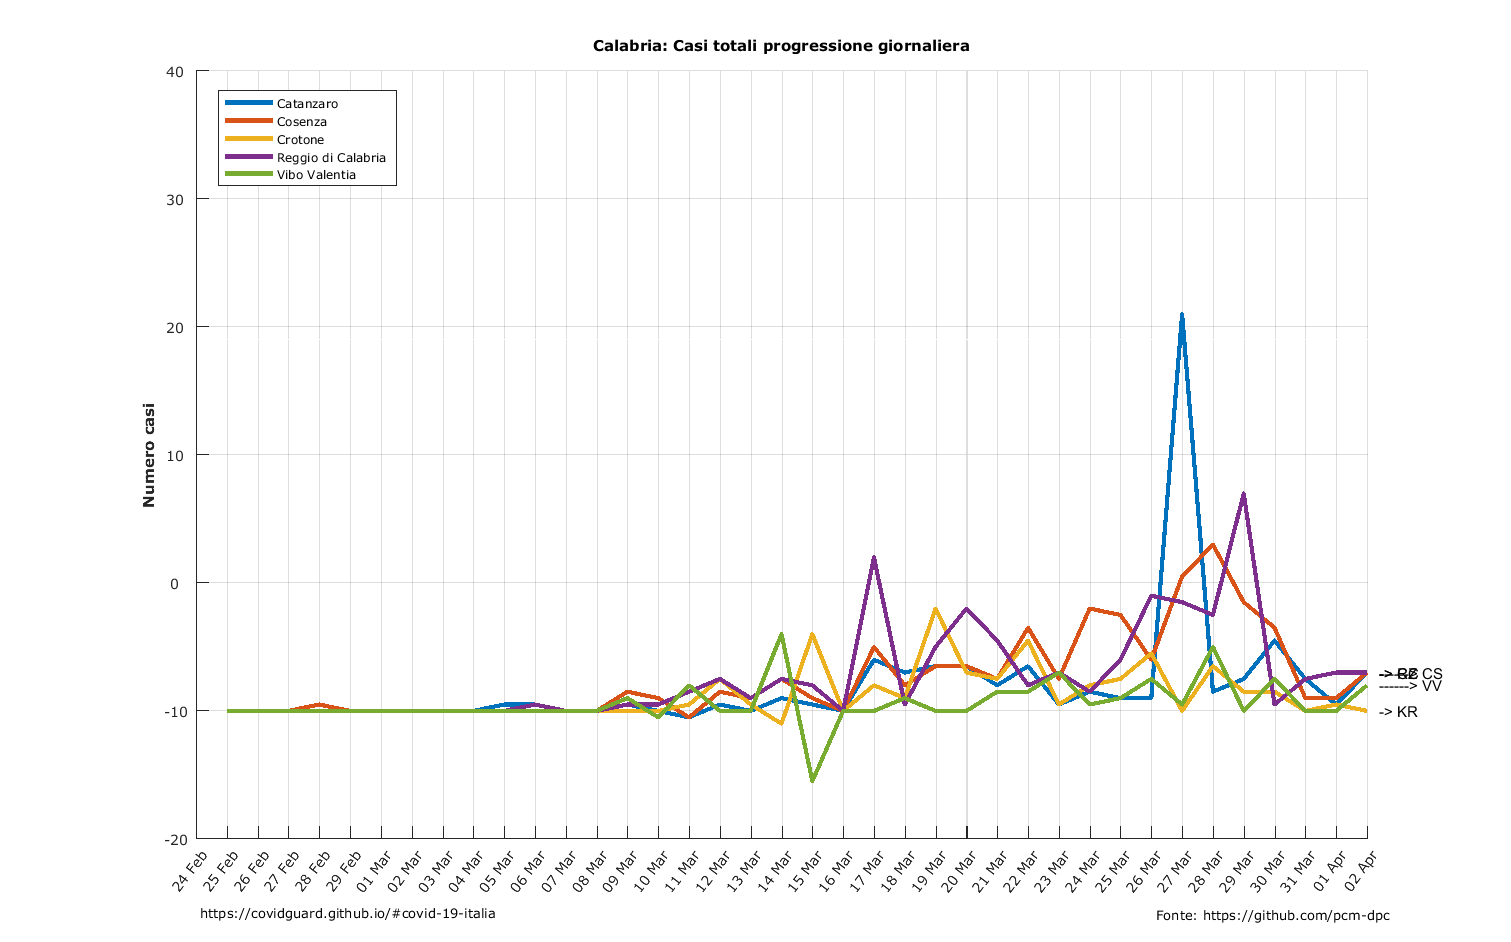 Calabria: Casi totali progressione giornaliera
40
30
20
10
0
-10
-20
Numero casi
Catanzaro
Cosenza
Crotone
Reggio di Calabria
Vibo Valentia
CS
------> VV
-> KR
24 Feb
25 Feb
26 Feb
27 Feb
28 Feb
29 Feb
01 Mar
02 Mar
03 Mar
04 Mar
05 Mar
06 Mar
07 Mar
08 Mar
09 Mar
10 Mar
11 Mar
12 Mar
13 Mar
14 Mar
15 Mar
16 Mar
17 Mar
18 Mar
19 Mar
20 Mar
21 Mar
22 Mar
23 Mar
24 Mar
25 Mar
26 Mar
27 Mar
28 Mar
29 Mar
30 Mar
31 Mar
01 Apr
02 Apr
https://covidguard.github.io/#covid-19-italia
Fonte: https://github.com/pcm-dpc